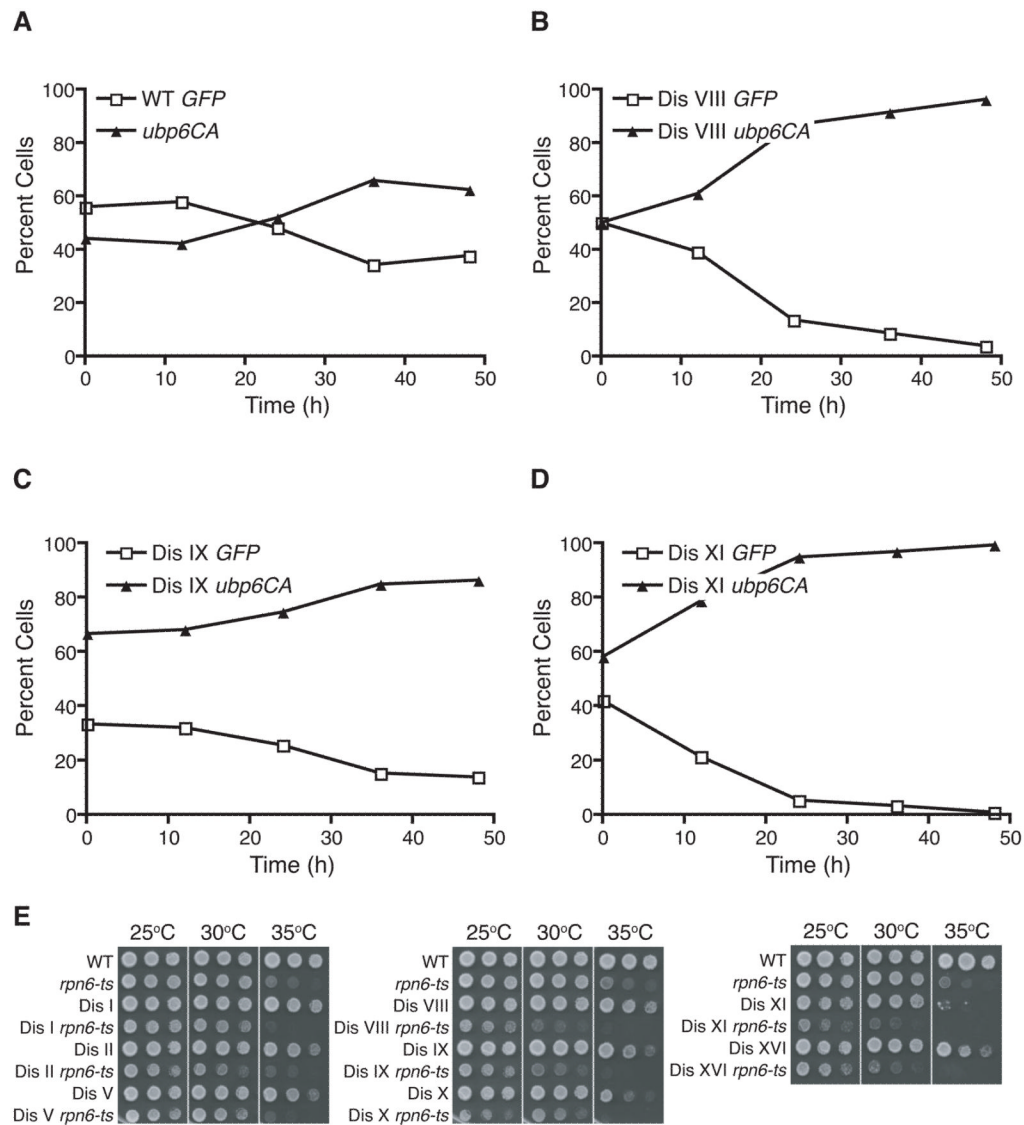 A
WT GFP
ubp6CA
100
80
60
40
20
0
Percent Cells
0 10 20 30 40 50
Time (h)
B
Dis VIII GFP
Dis VIII ubp6CA
100
80
60
40
20
0
Percent Cells
0 10 20 30 40 50
Time (h)
C
Dis IX GFP
Dis IX ubp6CA
100
80
60
40
20
0
Percent Cells
0 10 20 30 40 50
Time (h)
D
Dis XI GFP
Dis XI ubp6CA
100
80
60
40
20
0
Percent Cells
0 10 20 30 40 50
Time (h)
E
25°C 30°C 35°C
WT
rpn6-ts
Dis I
Dis I rpn6-ts
Dis II
Dis II rpn6-ts
Dis V
Dis V rpn6-ts
25°C 30°C 35°C
WT
rpn6-ts
Dis VIII
Dis VIII rpn6-ts
Dis IX
Dis IX rpn6-ts
Dis X
Dis X rpn6-ts
25°C 30°C 35°C
WT
rpn6-ts
Dis XI
Dis XI rpn6-ts
Dis XVI
Dis XVI rpn6-ts